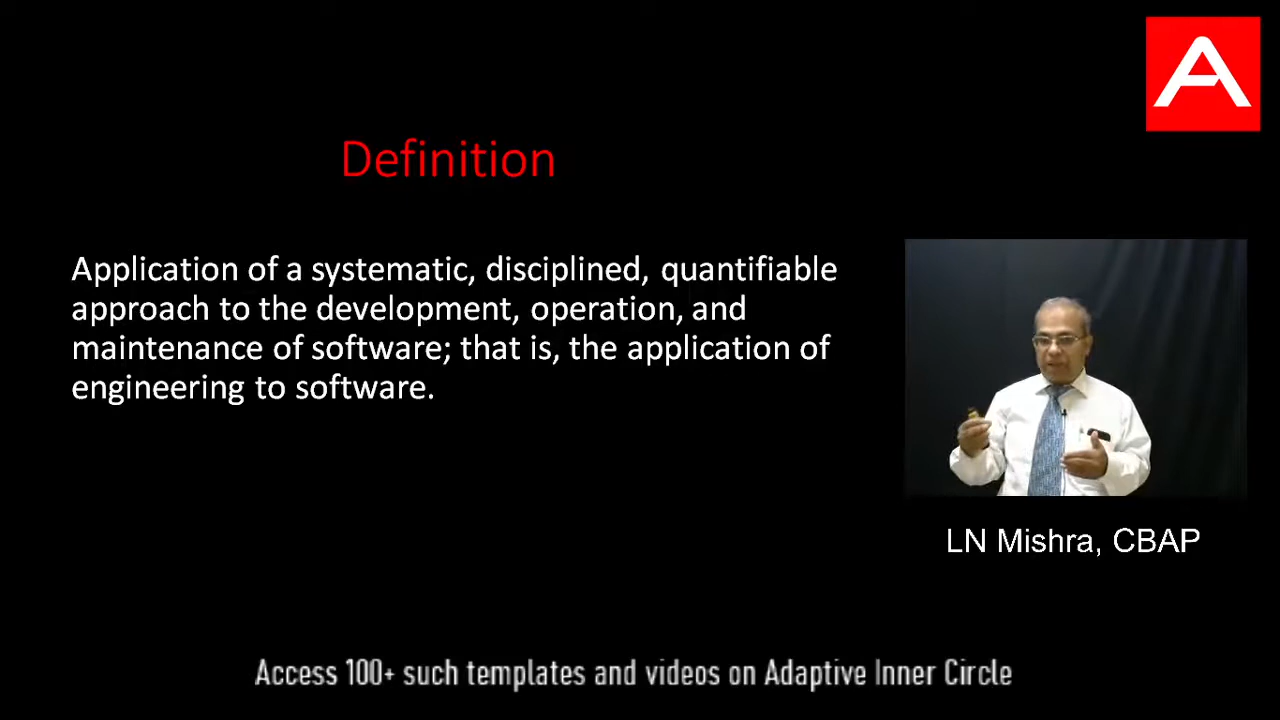 Definition
Application of a systematic, disciplined, quantifiable
approach to the development, operation, and
maintenance of software; that is, the application of
engineering to software.
LN Mishra, CBAP
Access 100+ such templates and videos on Adaptive Inner Circle